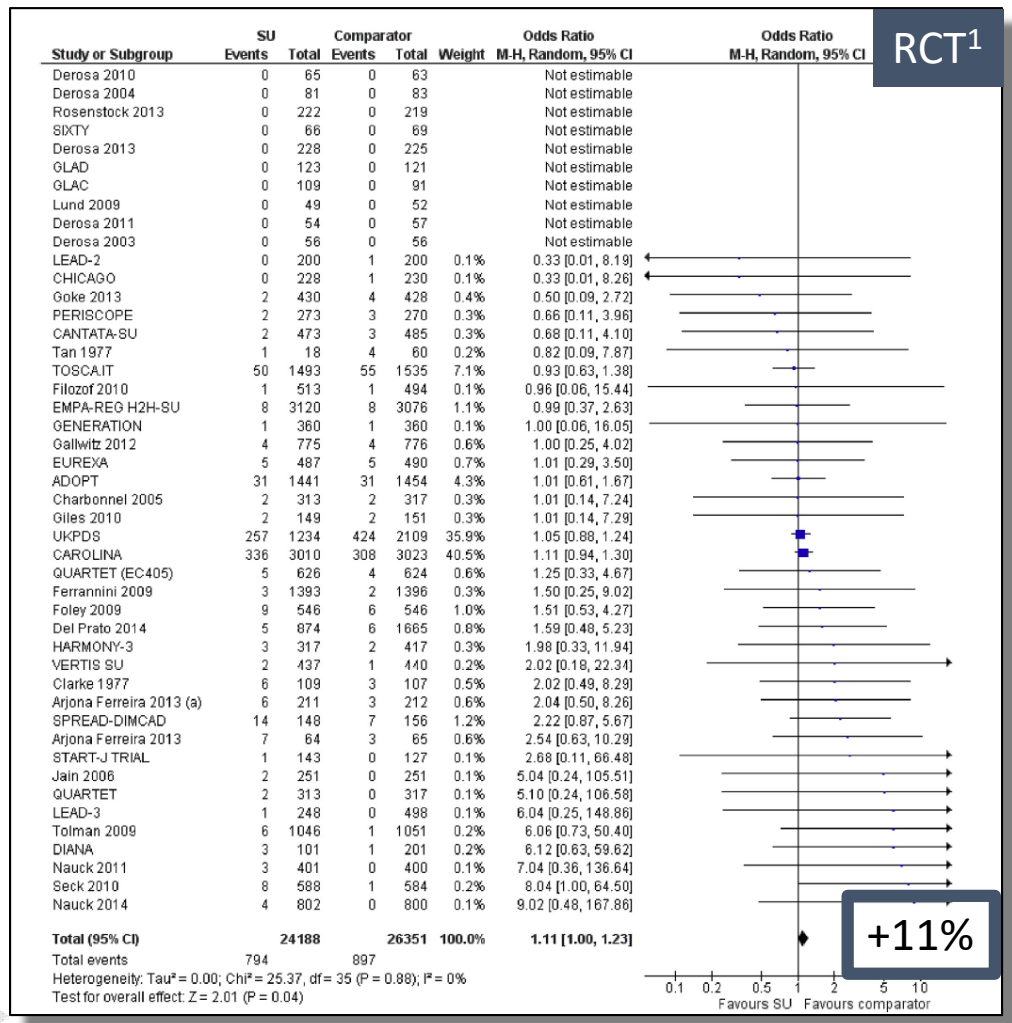 RCT1
SU Comparator Odds Ratio Odds Ratio
Study or Subgroup Events Total Events Total Weight M-H, Random, 95% CI M-H, Random, 95% CI
Derosa 2010 0 65 0 63 Not estimable
Derosa 2004 0 81 0 83 Not estimable
Rosenstock 2013 0 222 0 219 Not estimable
SIXTY 0 66 0 69 Not estimable
Derosa 2013 0 228 0 225 Not estimable
GLAD 0 123 0 121 Not estimable
GLAC 0 109 0 91 Not estimable
Lund 2009 0 49 0 52 Not estimable
Derosa 2011 0 54 0 57 Not estimable
Derosa 2003 0 56 0 56 Not estimable
LEAD-2 0 200 1 200 0.1% 0.33 [0.01, 8.19]
CHICAGO 0 228 1 230 0.1% 0.33 [0.01, 8.26]
Goke 2013 2 430 4 428 0.4% 0.50 [0.09, 2.72]
PERISCOPE 2 273 3 270 0.3% 0.66 [0.11, 3.96]
CANTATA-SU 2 473 3 485 0.3% 0.68 [0.11, 4.10]
Tan 1977 1 18 4 60 0.2% 0.82 [0.09, 7.87]
TOSCA.IT 50 1493 55 1535 7.1% 0.93 [0.63, 1.38]
Filozof 2010 1 513 1 494 0.1% 0.96 [0.06, 15.44]
EMPA-REG H2H-SU 8 3120 8 3076 1.1% 0.99 [0.37, 2.63]
GENERATION 1 360 1 360 0.1% 1.00 [0.06, 16.05]
Gallwitz 2012 4 775 4 776 0.6% 1.00 [0.25, 4.02]
EUREXA 5 487 5 490 0.7% 1.01 [0.29, 3.50]
ADOPT 31 1441 31 1454 4.3% 1.01 [0.61, 1.67]
Charbonnel 2005 2 313 2 317 0.3% 1.01 [0.14, 7.24]
Giles 2010 2 149 2 151 0.3% 1.01 [0.14, 7.29]
UKPDS 257 1234 424 2109 35.9% 1.05 [0.88, 1.24]
CAROLINA 336 3010 308 3023 40.5% 1.11 [0.94, 1.30]
QUARTET (EC405) 5 626 4 624 0.6% 1.25 [0.33, 4.67]
Ferrannini 2009 3 1393 2 1396 0.3% 1.50 [0.25, 9.02]
Foley 2009 9 546 6 546 1.0% 1.51 [0.53, 4.27]
Del Prato 2014 5 874 6 1665 0.8% 1.59 [0.48, 5.23]
HARMONY-3 3 317 2 417 0.3% 1.98 [0.33, 11.94]
VERTIS SU 2 437 1 440 0.2% 2.02 [0.18, 22.34]
Clarke 1977 6 109 3 107 0.5% 2.02 [0.49, 8.29]
Arjona Ferreira 2013 (a) 6 211 3 212 0.6% 2.04 [0.50, 8.26]
SPREAD-DIMCAD 14 148 7 156 1.2% 2.22 [0.87, 5.67]
Arjona Ferreira 2013 7 64 3 65 0.6% 2.54 [0.63, 10.29]
START-J TRIAL 1 143 0 127 0.1% 2.68 [0.11, 66.48]
Jain 2006 2 251 0 251 0.1% 5.04 [0.24, 105.51]
QUARTET 2 313 0 317 0.1% 5.10 [0.24, 106.58]
LEAD-3 1 248 0 498 0.1% 6.04 [0.25, 148.86]
Tolman 2009 6 1046 1 1051 0.2% 6.06 [0.73, 50.40]
DIANA 3 101 1 201 0.2% 6.12 [0.63, 59.62]
Nauck 2011 3 401 0 400 0.1% 7.04 [0.36, 136.64]
Seck 2010 8 588 1 584 0.2% 8.04 [1.00, 64.50]
Nauck 2014 4 802 0 800 0.1% 9.02 [0.48, 167.86]
Total (95% CI) 24188 26351 100.0% 1.11 [1.00, 1.23]
+11%
Total events 794 897
Heterogeneity: Tau² = 0.00; Chi² = 25.37, df = 35 (P = 0.88); I² = 0%
Test for overall effect: Z = 2.01 (P = 0.04)
0.1 0.2 0.5 1 2 5 10
Favours SU Favours comparator